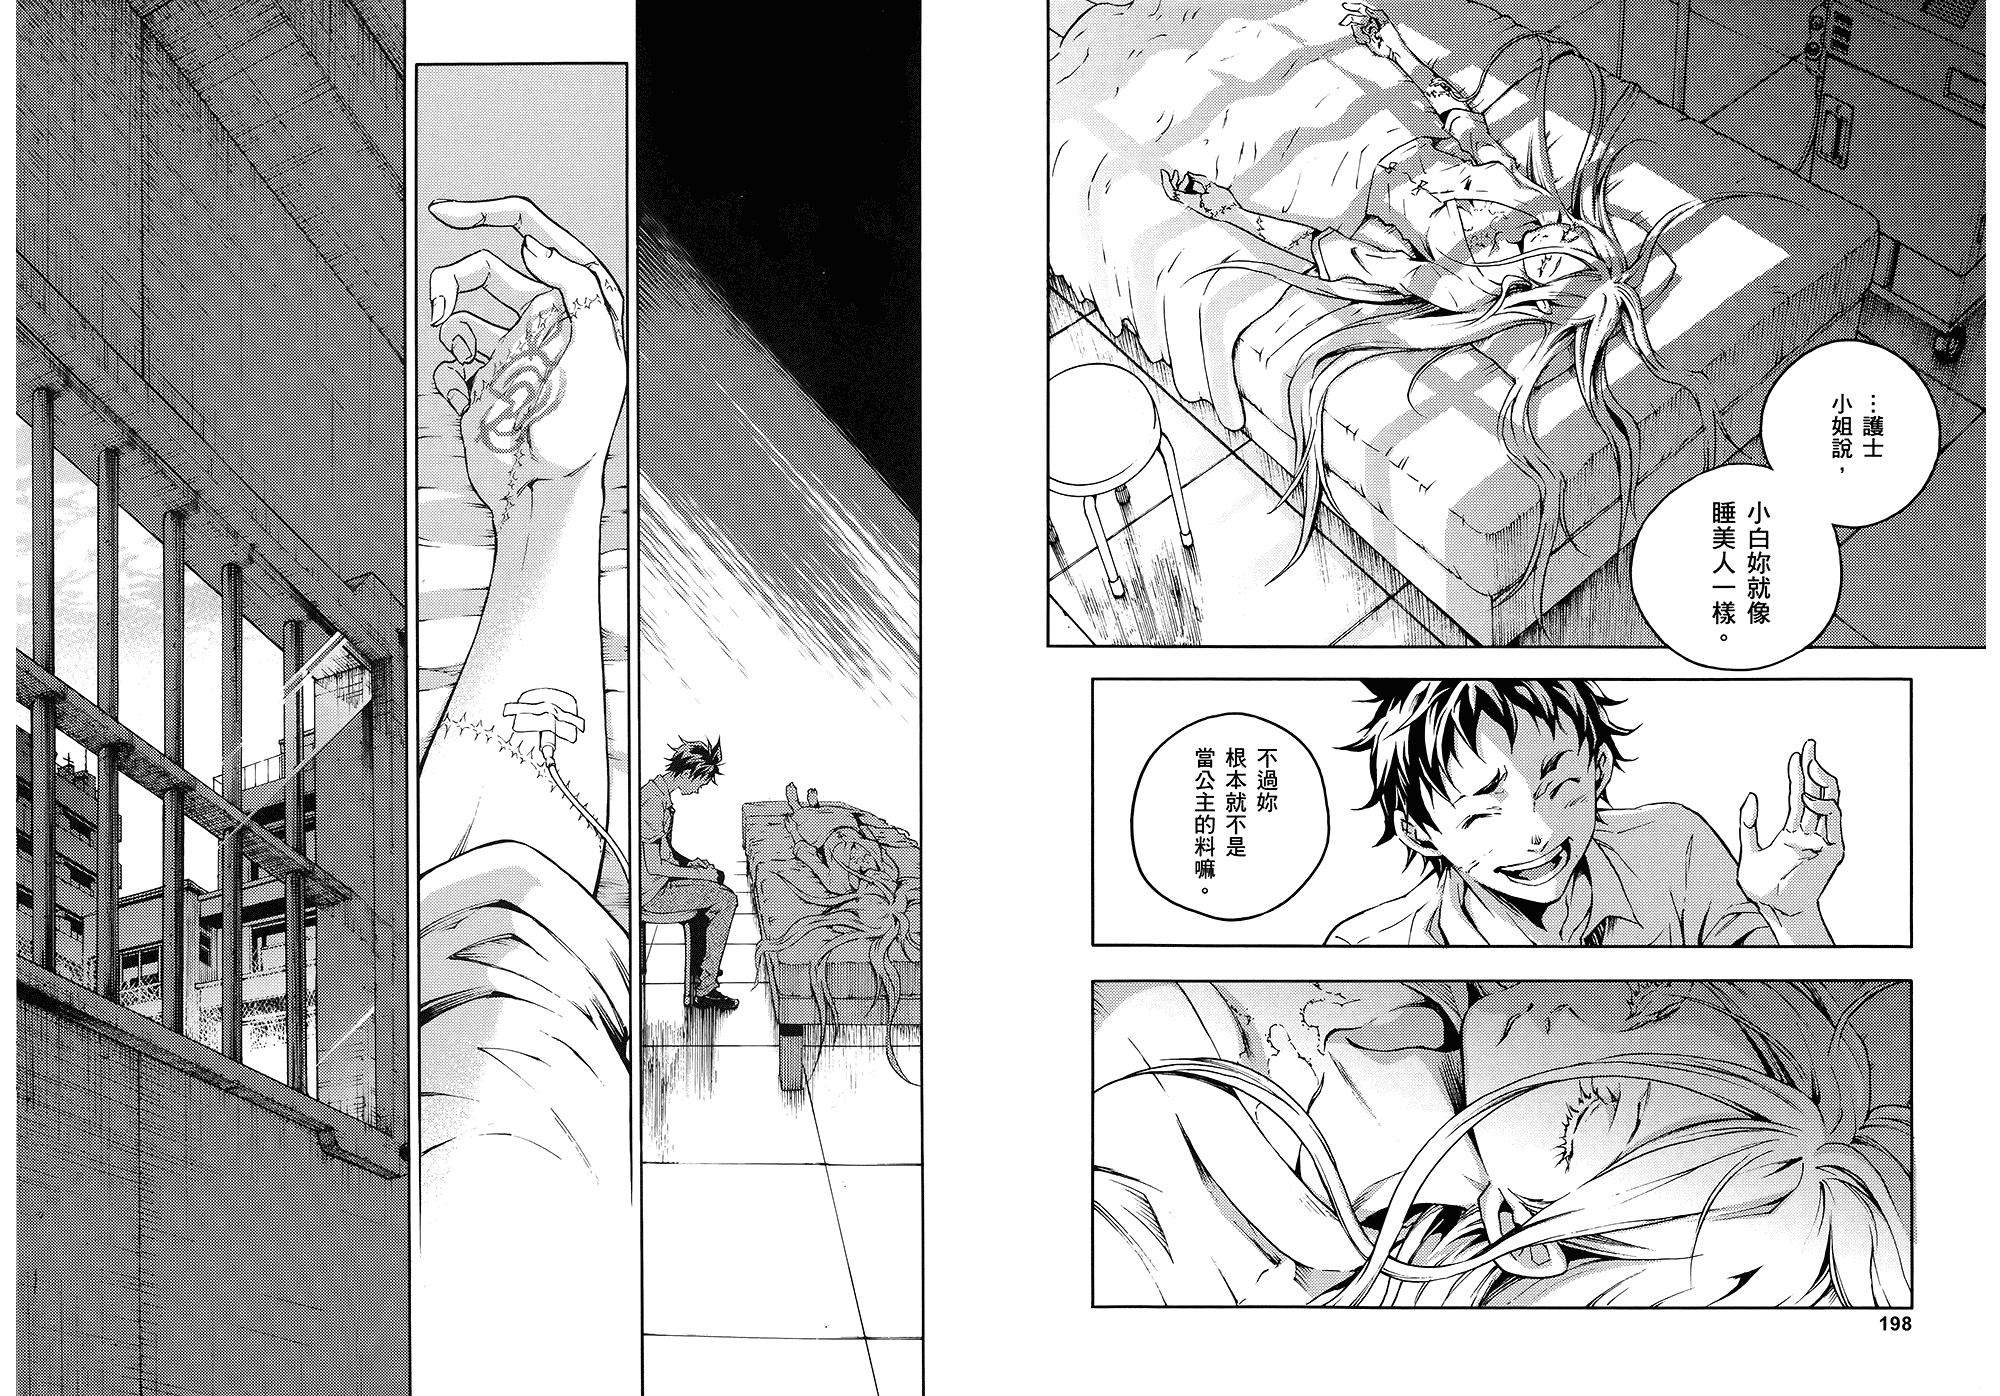 …護士
小姐說，
小白妳就像
睡美人一樣。
不過妳
根本就不是
當公主的料嘛。
198